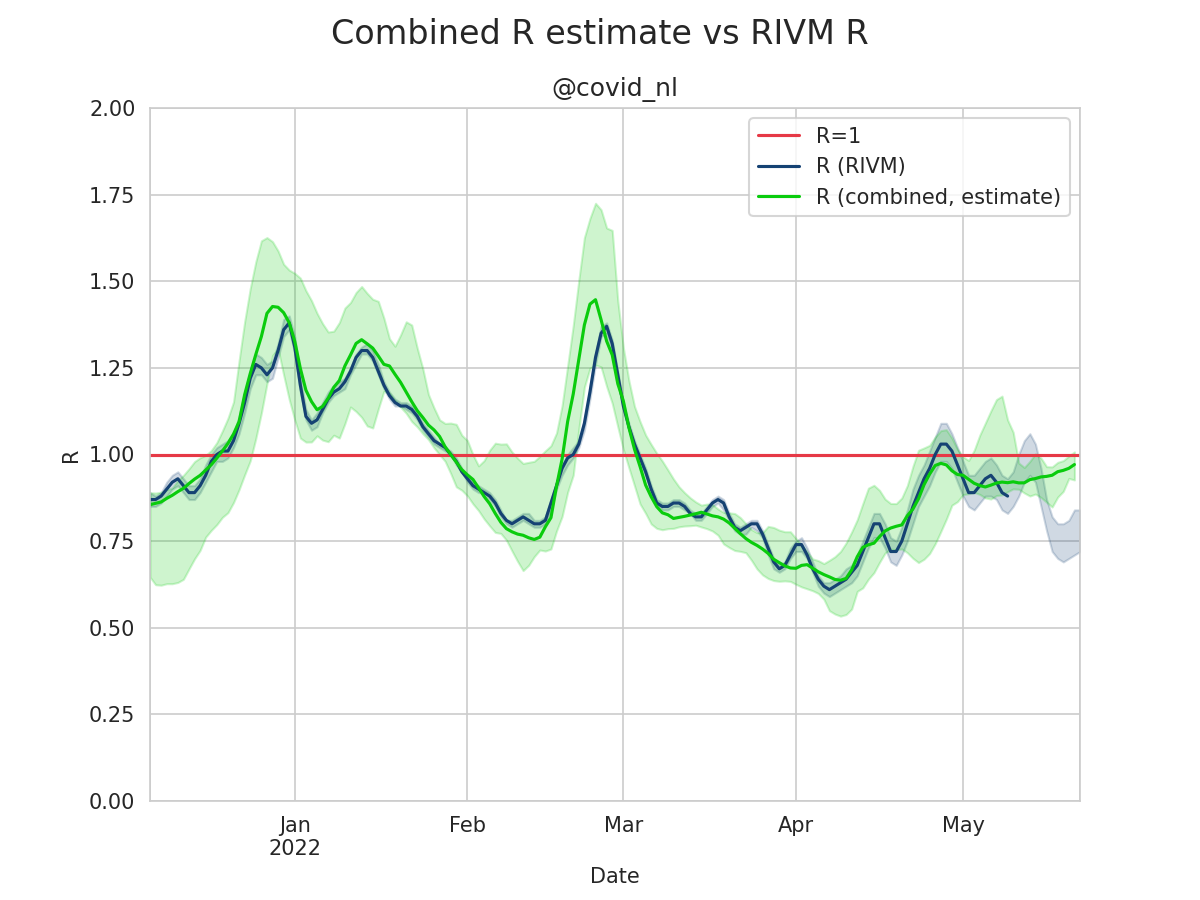 Combined R estimate vs RIVM R
@covid_nl
R=1
R (RIVM)
R (combined, estimate)
2.00
1.75
1.50
1.25
1.00
0.75
0.50
0.25
0.00
R
Jan
2022
Feb
Mar
Apr
May
Date